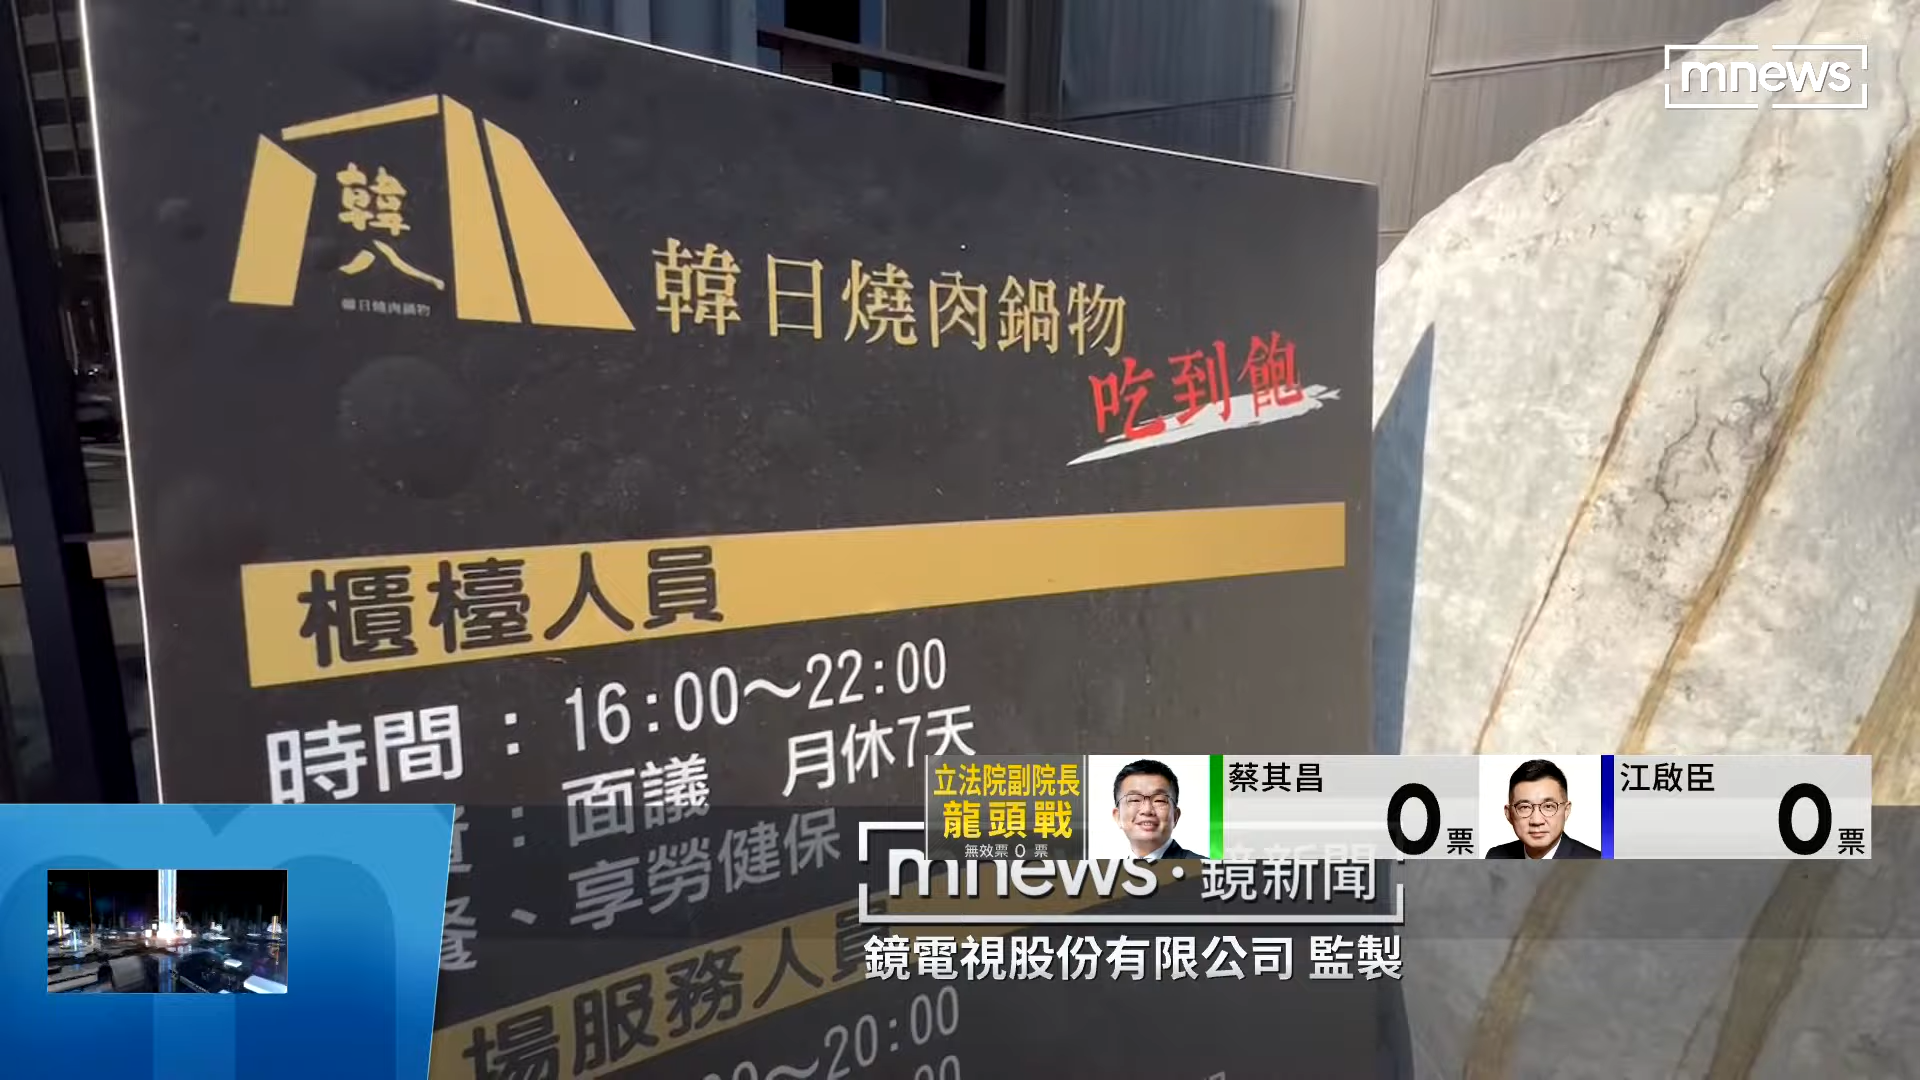 mnews
韓八
韓日燒肉鍋物
韓日燒肉鍋物
吃到飽
櫃檯人員
時間：16:00～22:00
：面議 月休7天
、享勞健保
場服務人員
～20:00
立法院副院長
龍頭戰
無效票 0 票
蔡其昌
0票
江啟臣
0票
mnews·鏡新聞
鏡電視股份有限公司 監製